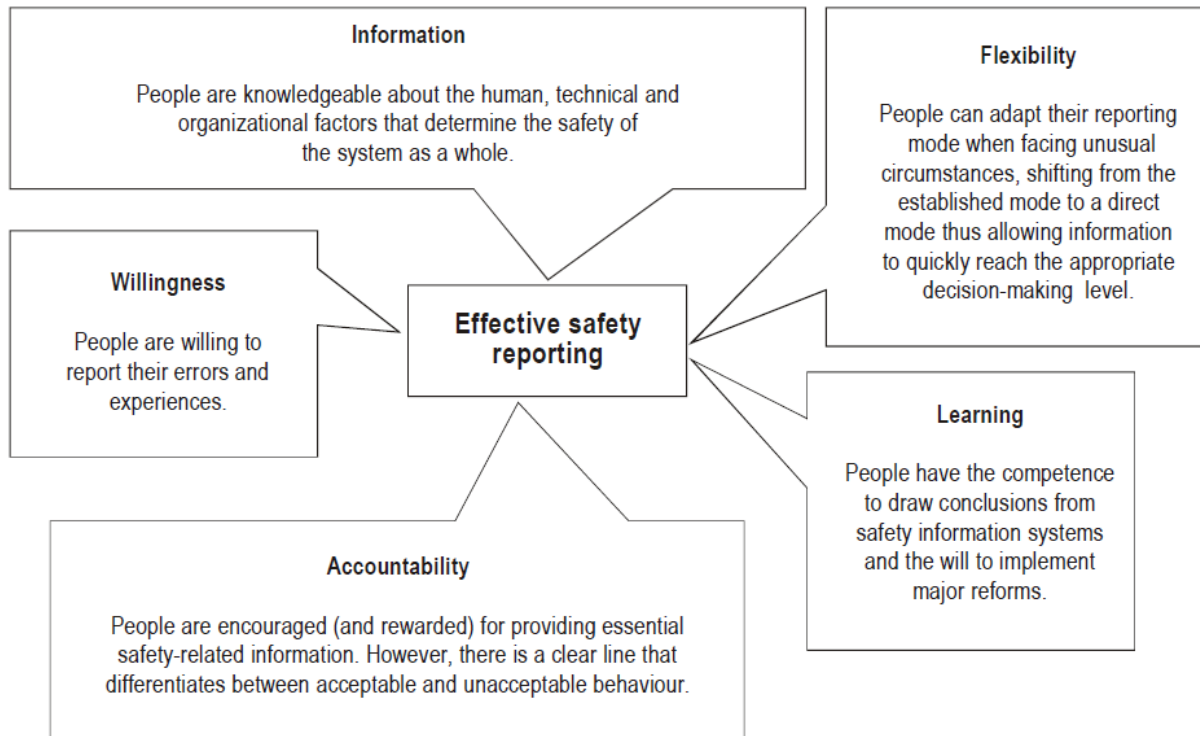 Information
People are knowledgeable about the human, technical and
organizational factors that determine the safety of
the system as a whole.
Flexibility
People can adapt their reporting
mode when facing unusual
circumstances, shifting from the
established mode to a direct
mode thus allowing information
to quickly reach the appropriate
decision-making level.
Willingness
People are willing to
report their errors and
experiences.
Effective safety
reporting
Learning
People have the competence
to draw conclusions from
safety information systems
and the will to implement
major reforms.
Accountability
People are encouraged (and rewarded) for providing essential
safety-related information. However, there is a clear line that
differentiates between acceptable and unacceptable behaviour.